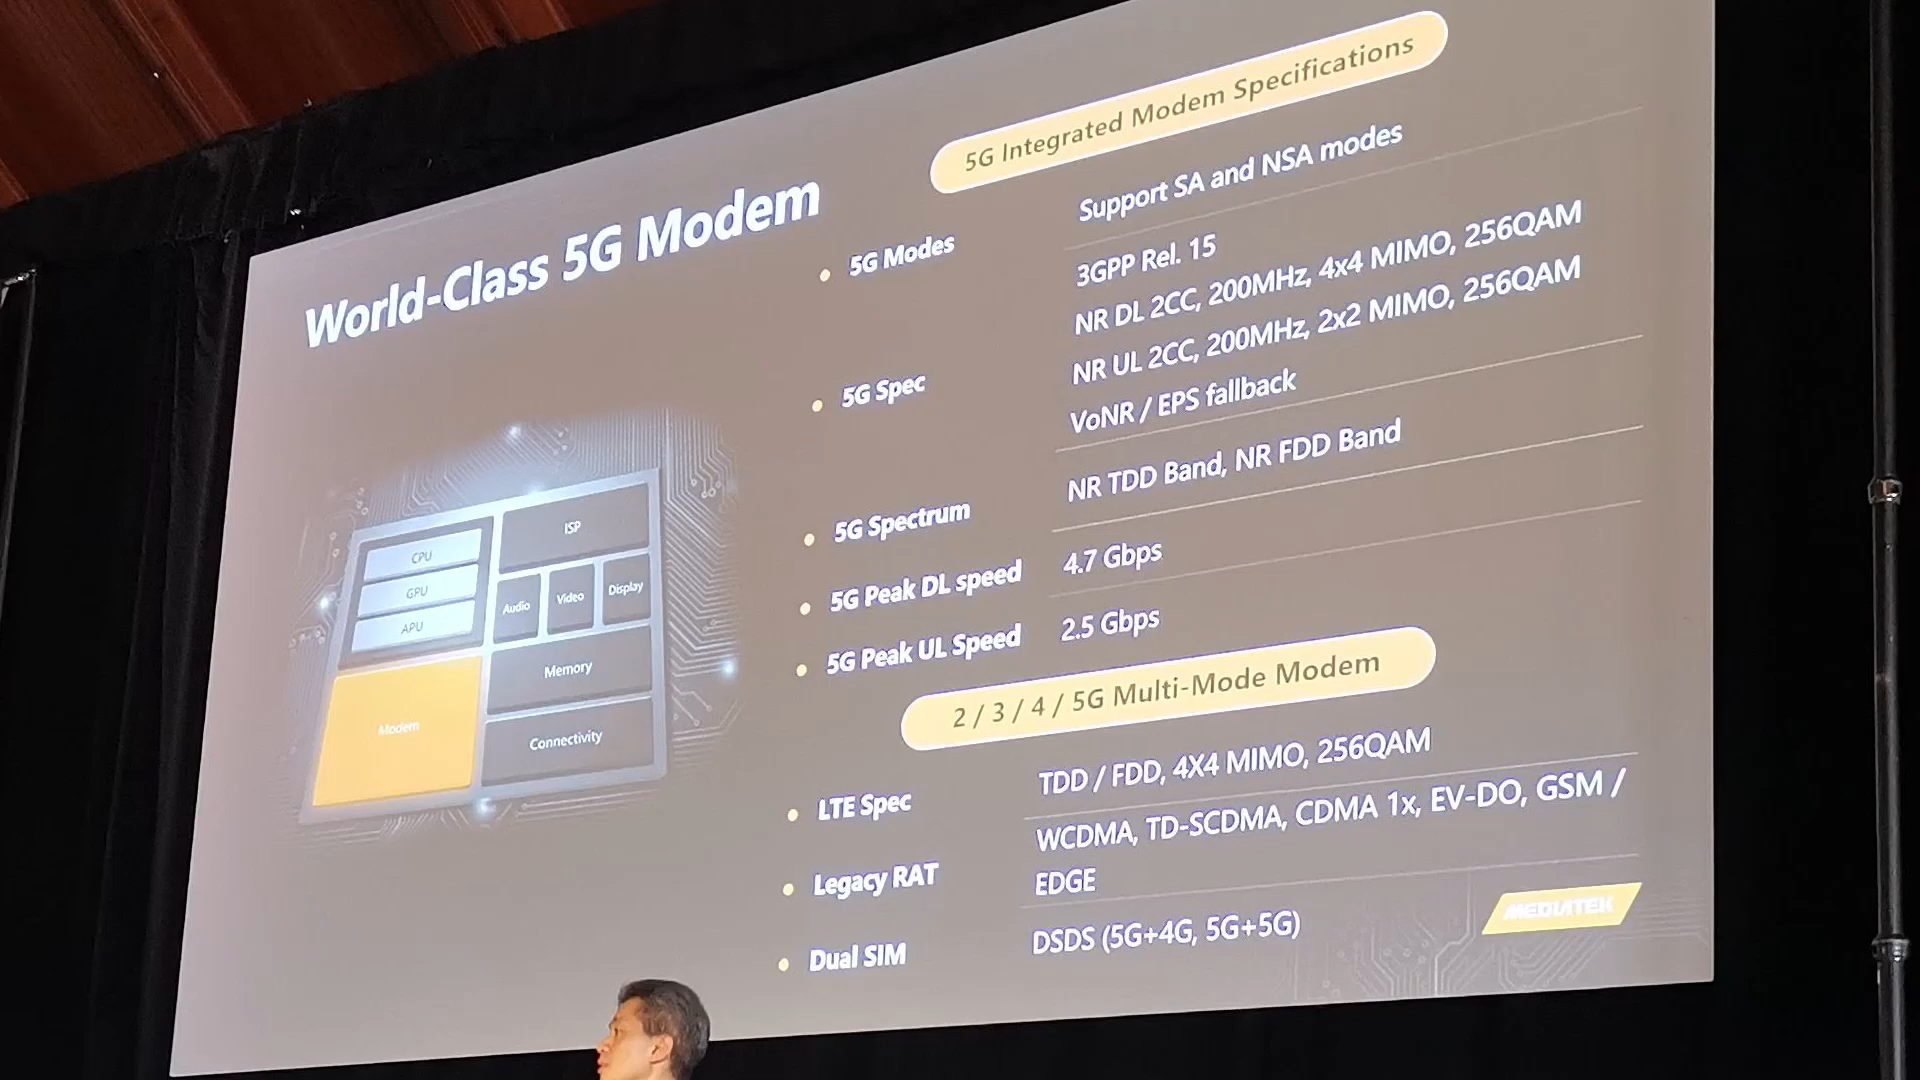 World-Class 5G Modem
CPU
GPU
APU
Modem
ISP
Audio
Video
Display
Memory
Connectivity
5G Integrated Modem Specifications
5G Modes
Support SA and NSA modes
5G Spec
3GPP Rel. 15
NR DL 2CC, 200MHz, 4x4 MIMO, 256QAM
NR UL 2CC, 200MHz, 2x2 MIMO, 256QAM
VoNR / EPS fallback
5G Spectrum
NR TDD Band, NR FDD Band
5G Peak DL speed
4.7 Gbps
5G Peak UL Speed
2.5 Gbps
2 / 3 / 4 / 5G Multi-Mode Modem
LTE Spec
TDD / FDD, 4X4 MIMO, 256QAM
Legacy RAT
WCDMA, TD-SCDMA, CDMA 1x, EV-DO, GSM /
EDGE
Dual SIM
DSDS (5G+4G, 5G+5G)
MEDIATEK